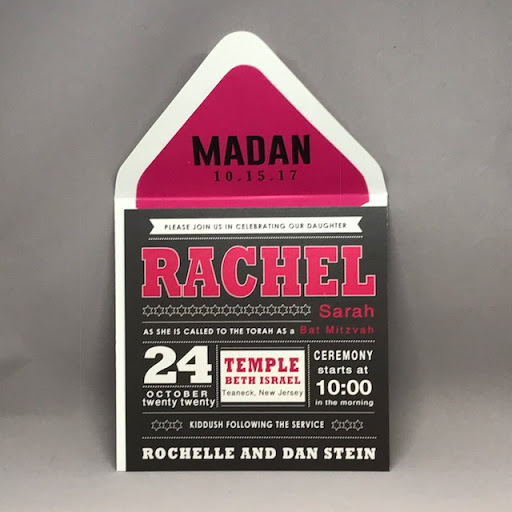 MADAN
10.15.17
PLEASE JOIN US IN CELEBRATING OUR DAUGHTER
RACHEL
Sarah
AS SHE IS CALLED TO THE TORAH AS A Bat Mitzvah
24
OCTOBER
twenty twenty
TEMPLE
BETH ISRAEL
Teaneck, New Jersey
CEREMONY
starts at
10:00
in the morning
KIDDUSH FOLLOWING THE SERVICE
ROCHELLE AND DAN STEIN